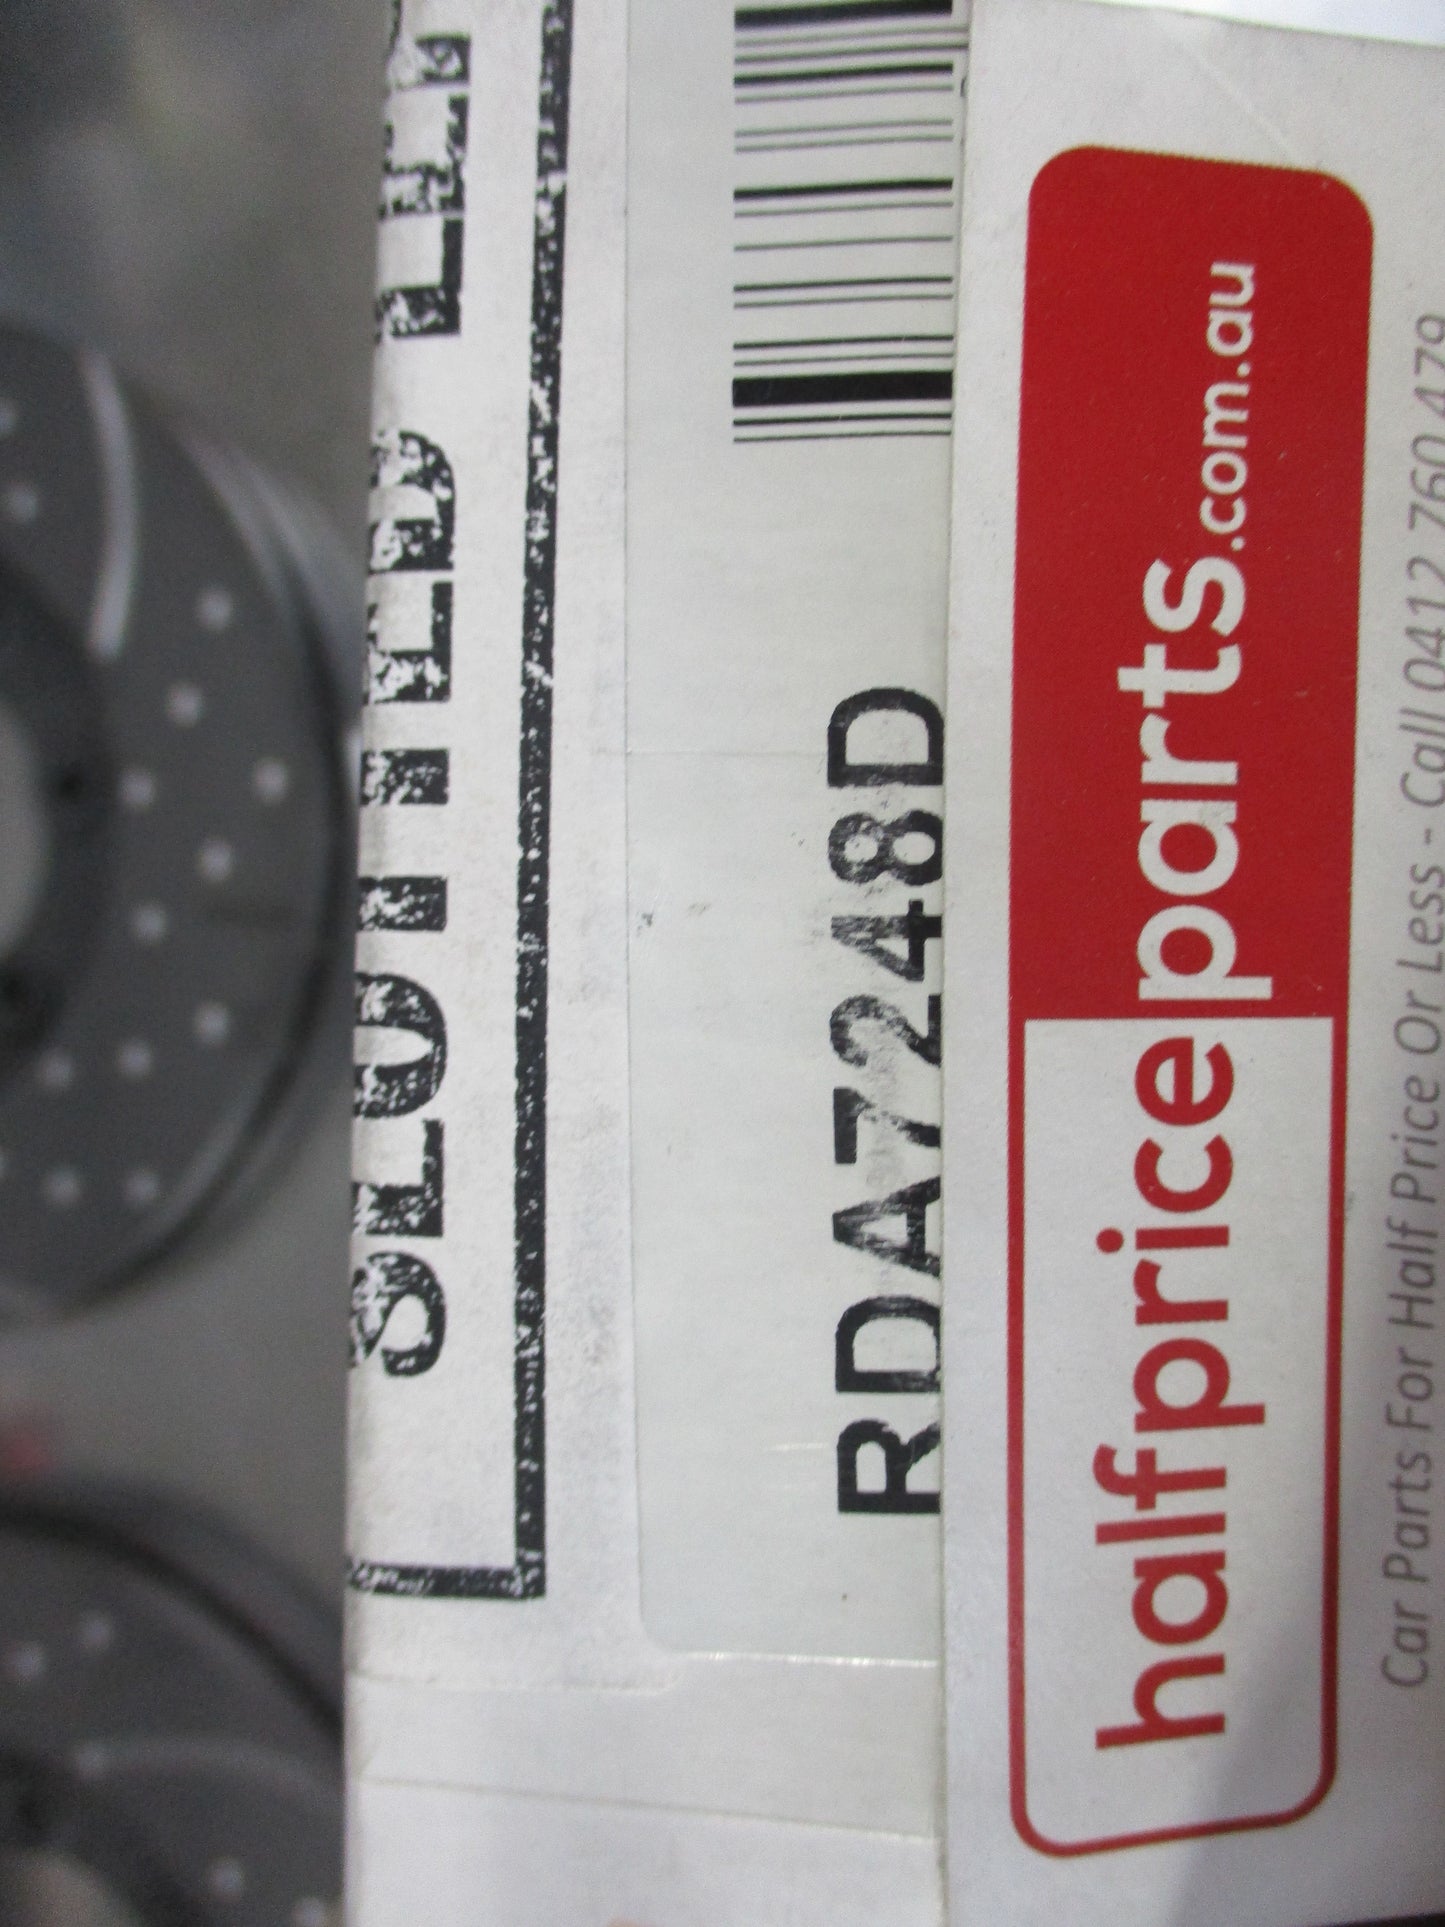 SLOTTED
RDA7248D
halfpriceparts.com.au
Car Parts For Half Price Or Less - Call 0412 760 479